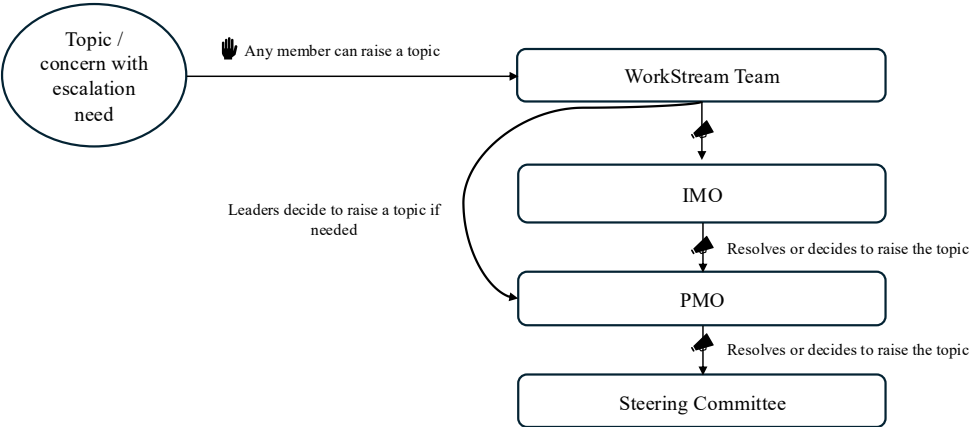 Topic /
concern with
escalation
need
Any member can raise a topic
WorkStream Team
IMO
Leaders decide to raise a topic if
needed
Resolves or decides to raise the topic
PMO
Resolves or decides to raise the topic
Steering Committee